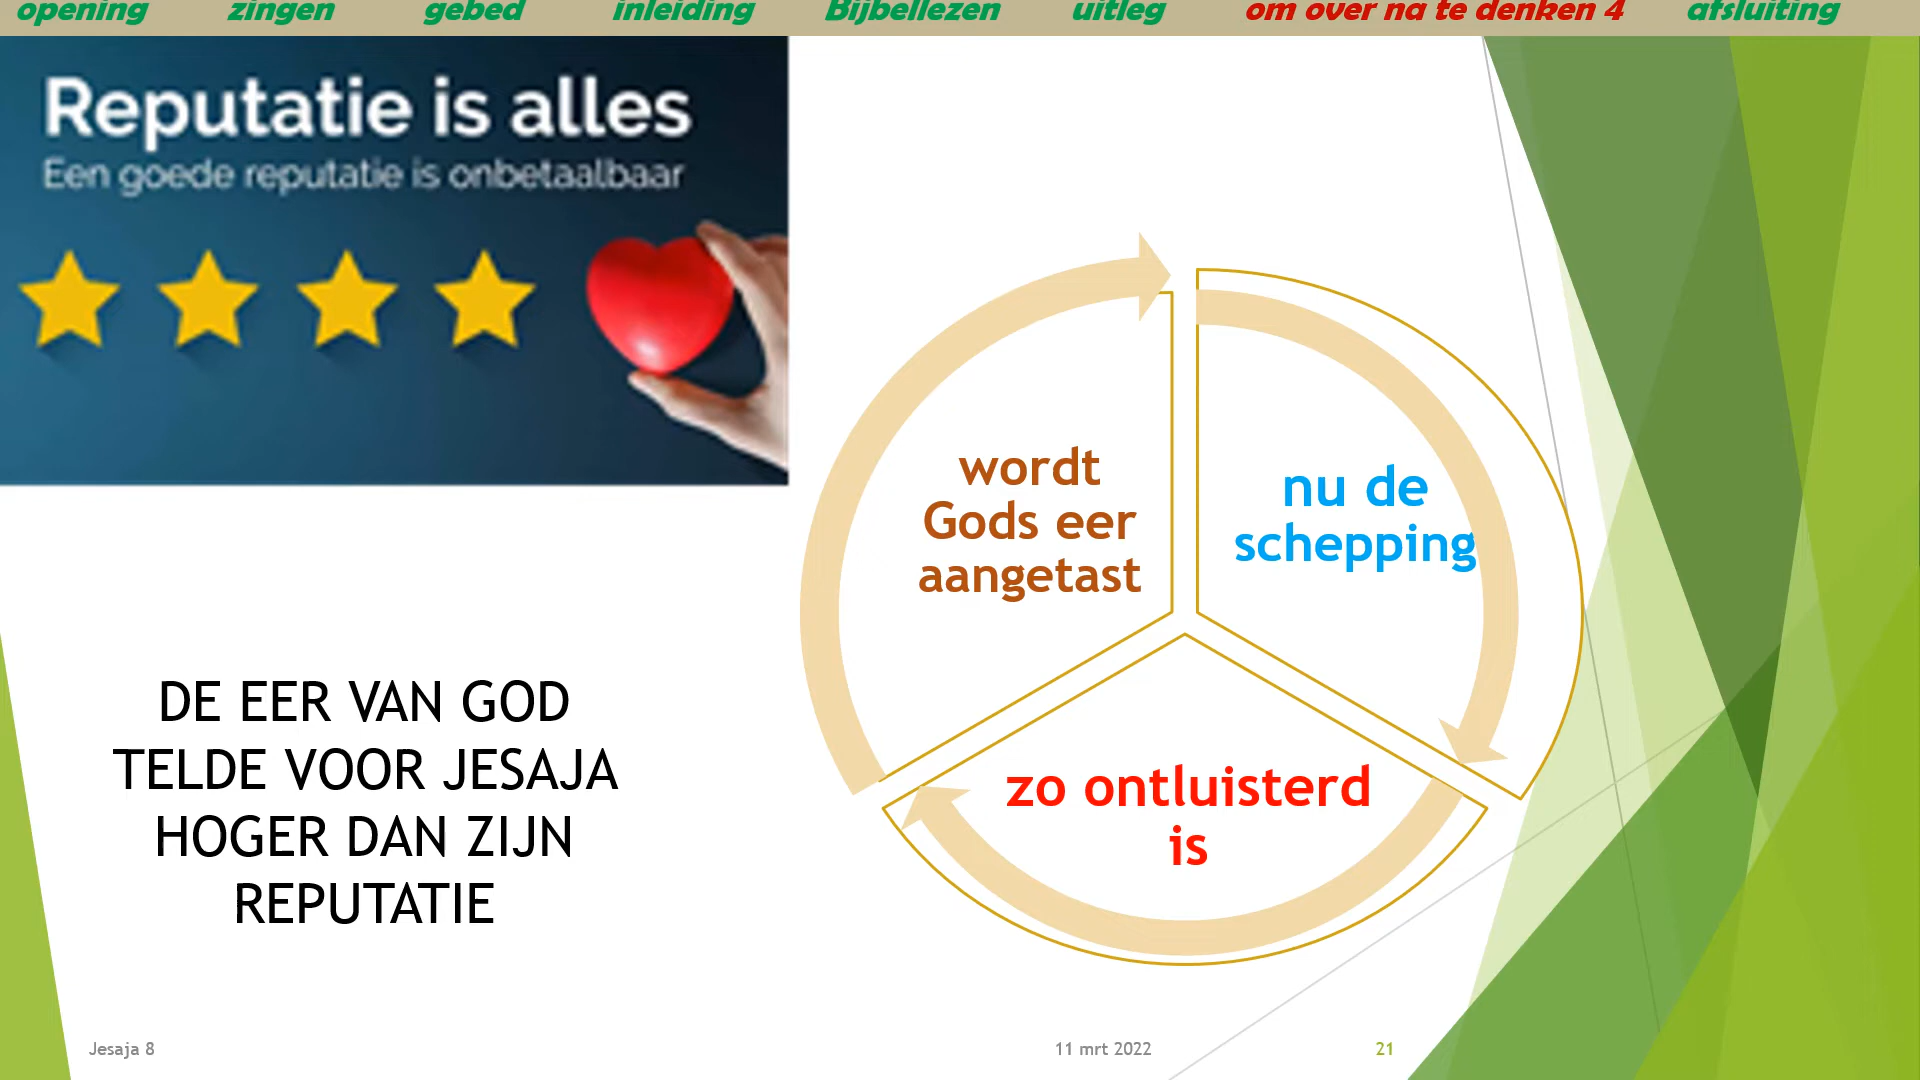 opening zingen gebed inleiding Bijbellezen uitleg om over na te denken 4 afsluiting
Reputatie is alles
Een goede reputatie is onbetaalbaar
wordt
Gods eer
aangetast
nu de
schepping
zo ontluisterd
is
DE EER VAN GOD
TELDE VOOR JESAJA
HOGER DAN ZIJN
REPUTATIE
Jesaja 8
11 mrt 2022
21